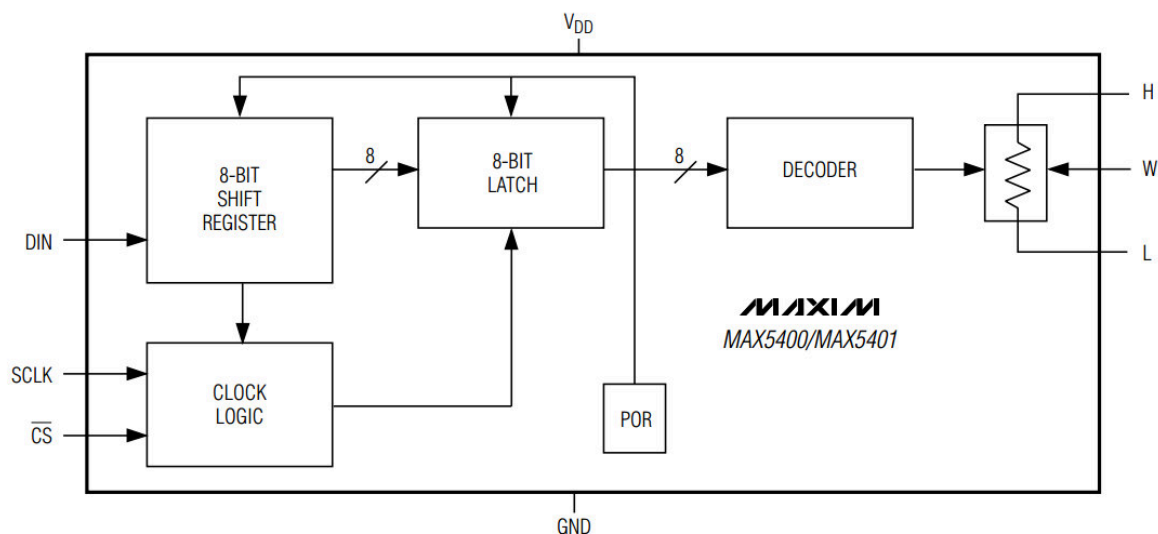 VDD
H
8-BIT
SHIFT
REGISTER
8
8-BIT
LATCH
8
DECODER
W
DIN
L
MAXIM
MAX5400/MAX5401
SCLK
CLOCK
LOGIC
CS
POR
GND